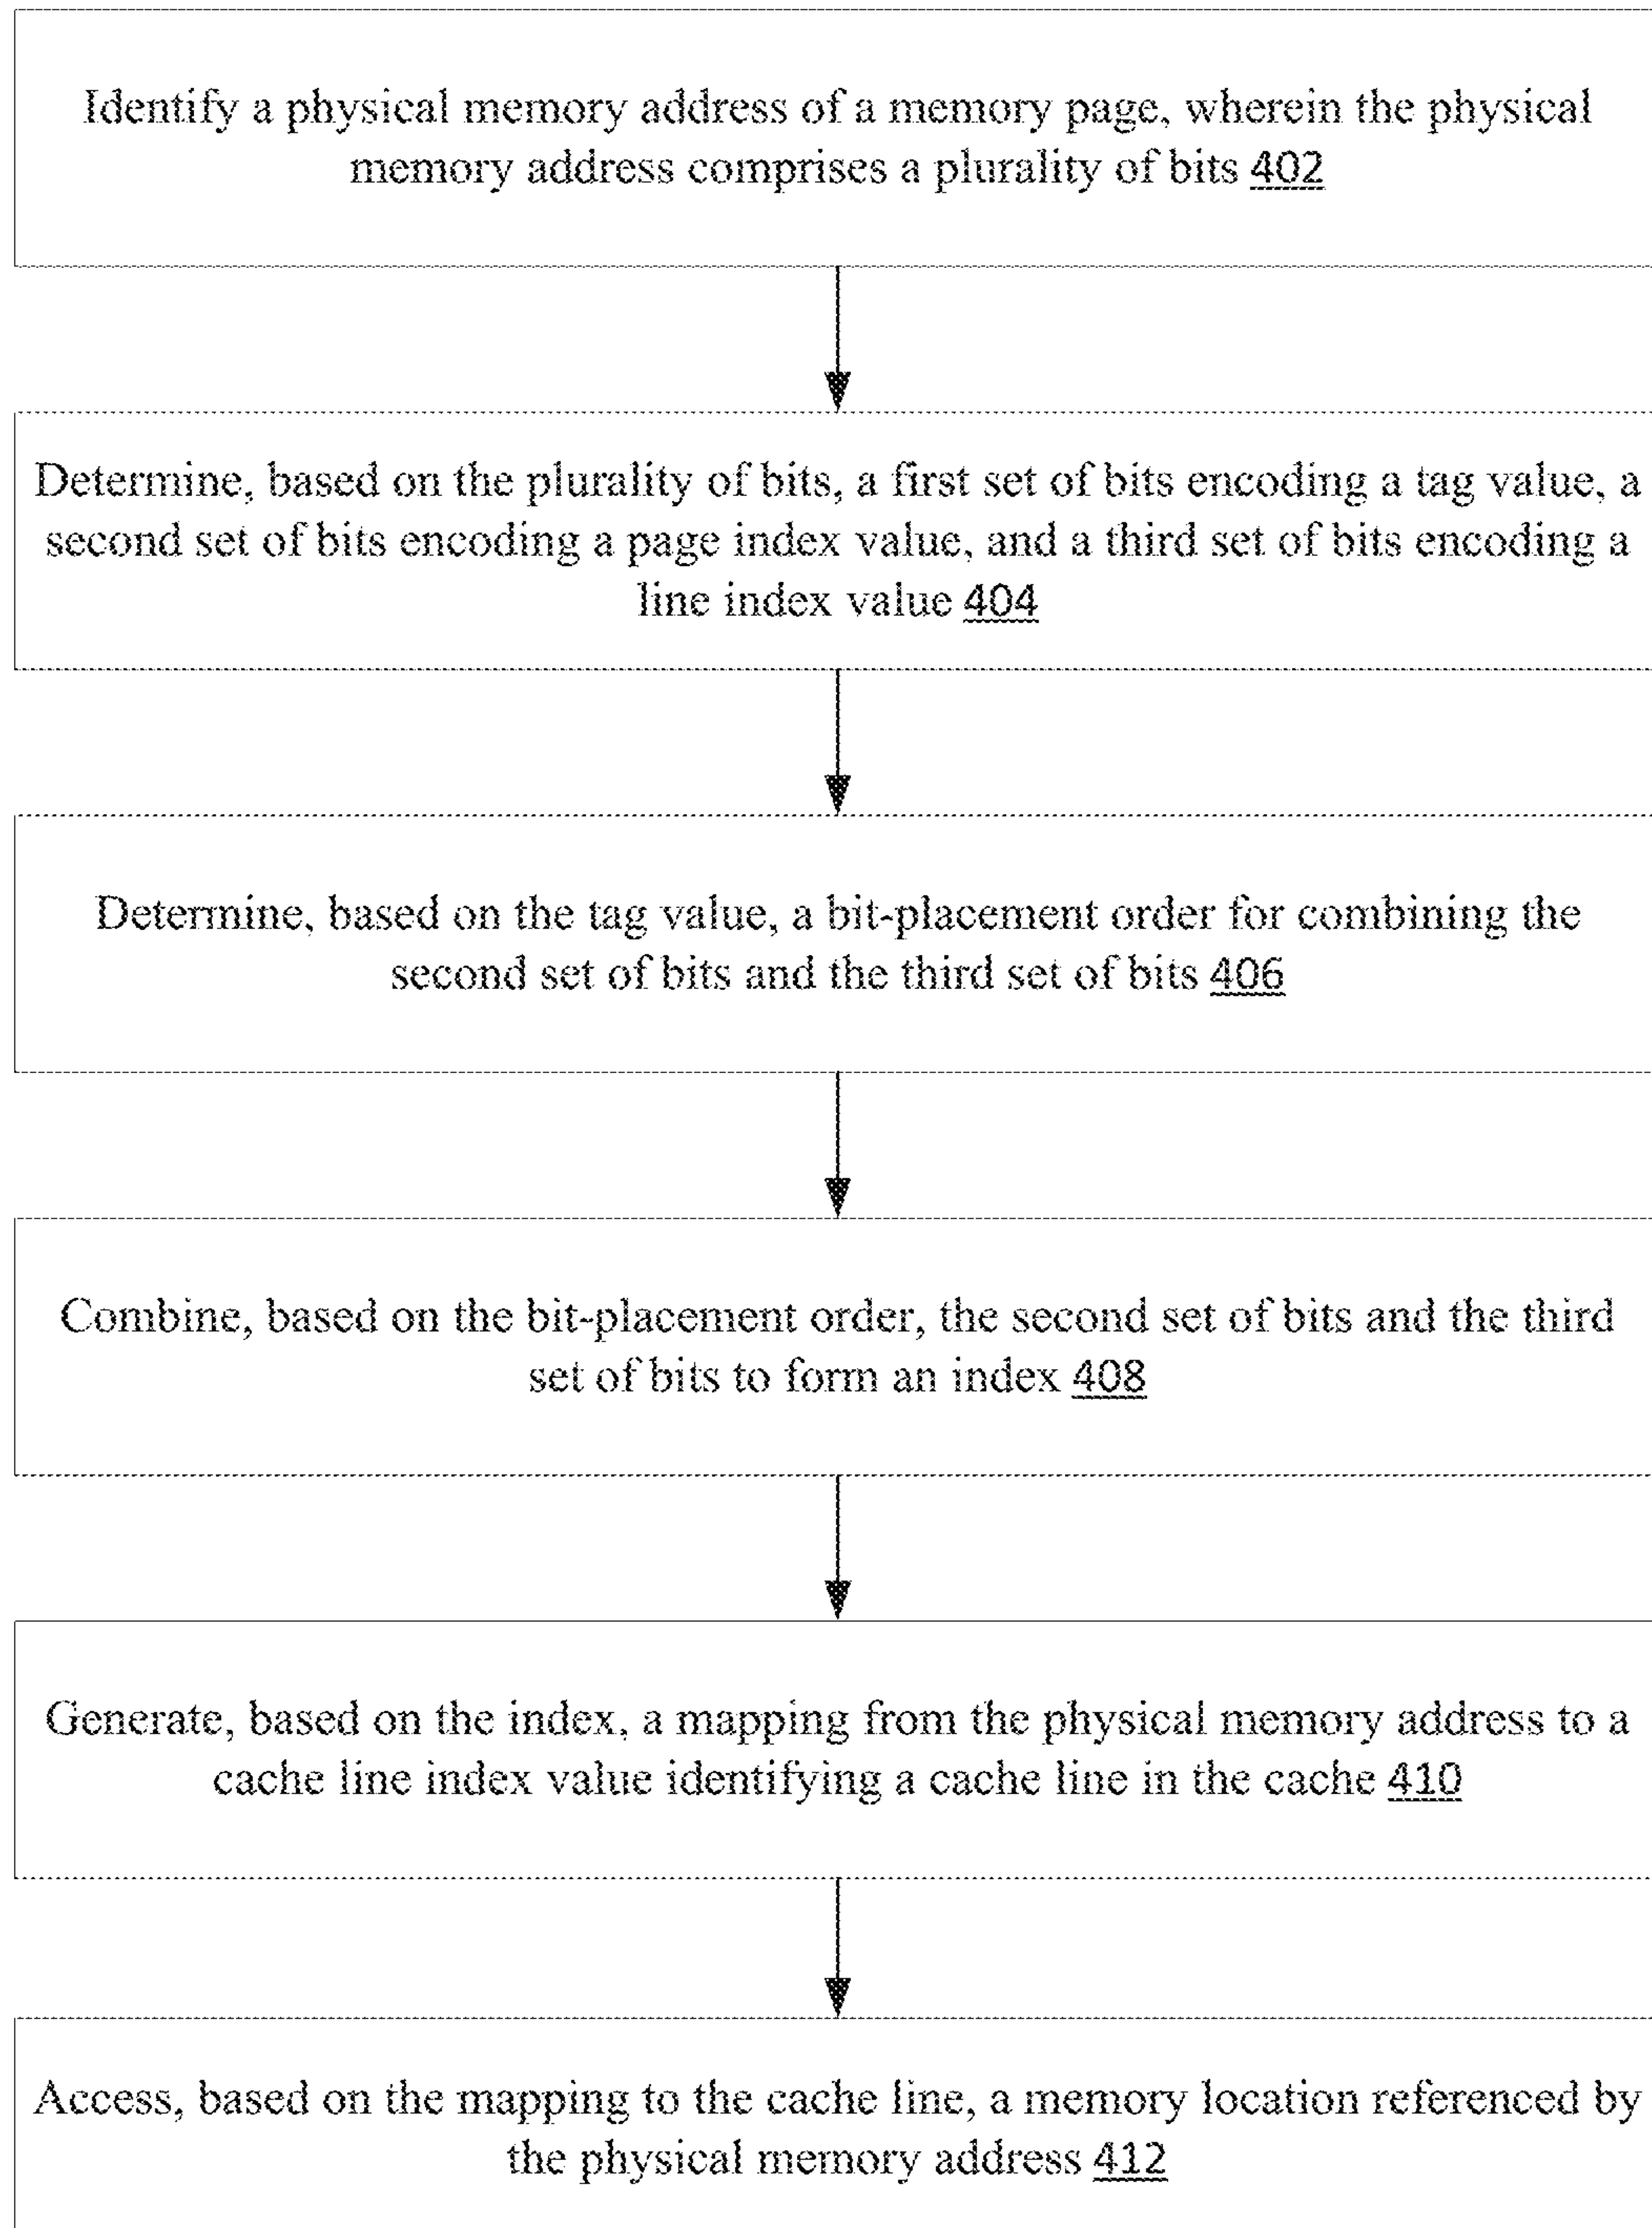 Identify a physical memory address of a memory page, wherein the physical
memory address comprises a plurality of bits 402
Determine, based on the plurality of bits, a first set of bits encoding a tag value, a
second set of bits encoding a page index value, and a third set of bits encoding a
line index value 404
Determine, based on the tag value, a bit-placement order for combining the
second set of bits and the third set of bits 406
Combine, based on the bit-placement order, the second set of bits and the third
set of bits to form an index 408
Generate, based on the index, a mapping from the physical memory address to a
cache line index value identifying a cache line in the cache 410
Access, based on the mapping to the cache line, a memory location referenced by
the physical memory address 412